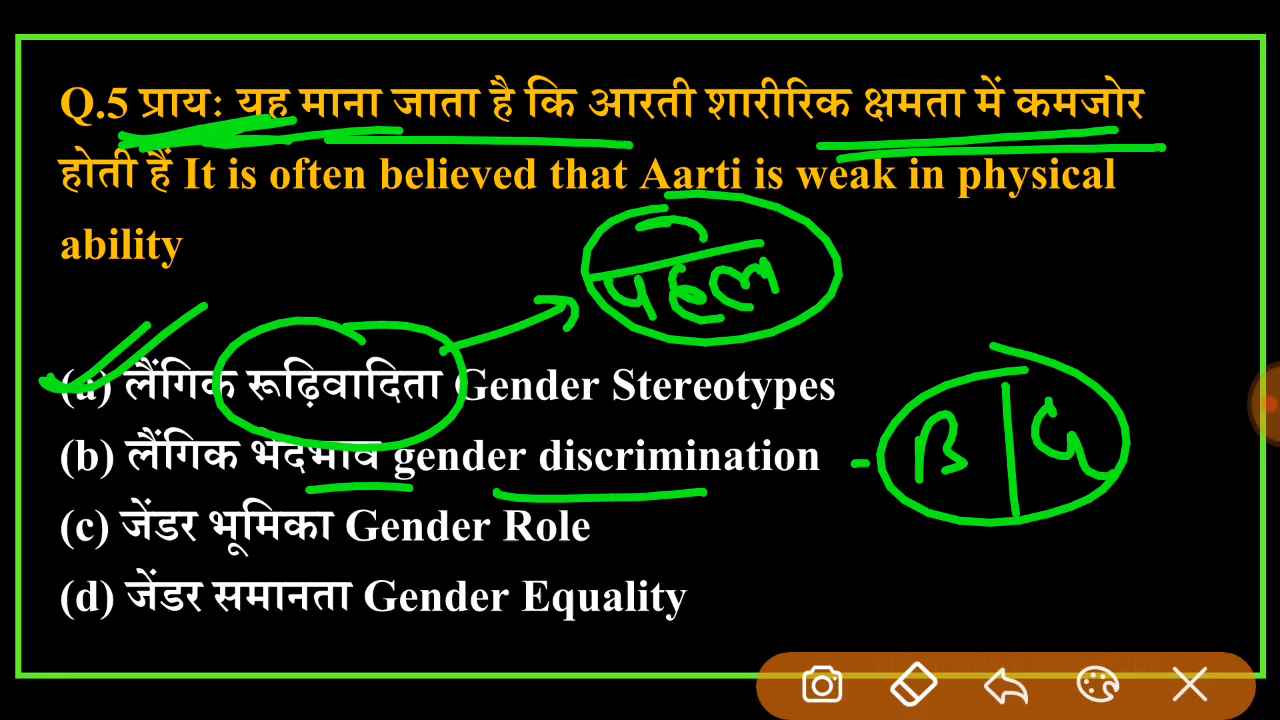 Q.5 प्रायः यह माना जाता है कि आरती शारीरिक क्षमता में कमजोर
होती हैं It is often believed that Aarti is weak in physical
ability
पहल
(a) लैंगिक रूढ़िवादिता Gender Stereotypes
(b) लैंगिक भेदभाव gender discrimination
B | G
(c) जेंडर भूमिका Gender Role
(d) जेंडर समानता Gender Equality